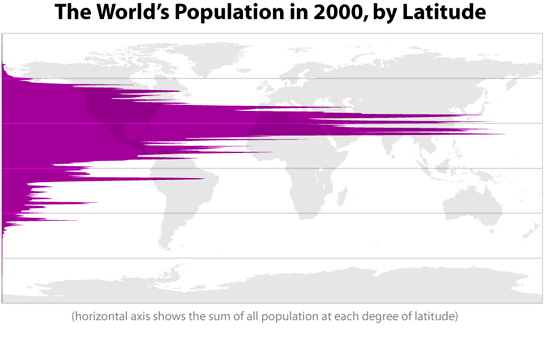 The World’s Population in 2000, by Latitude
(horizontal axis shows the sum of all population at each degree of latitude)